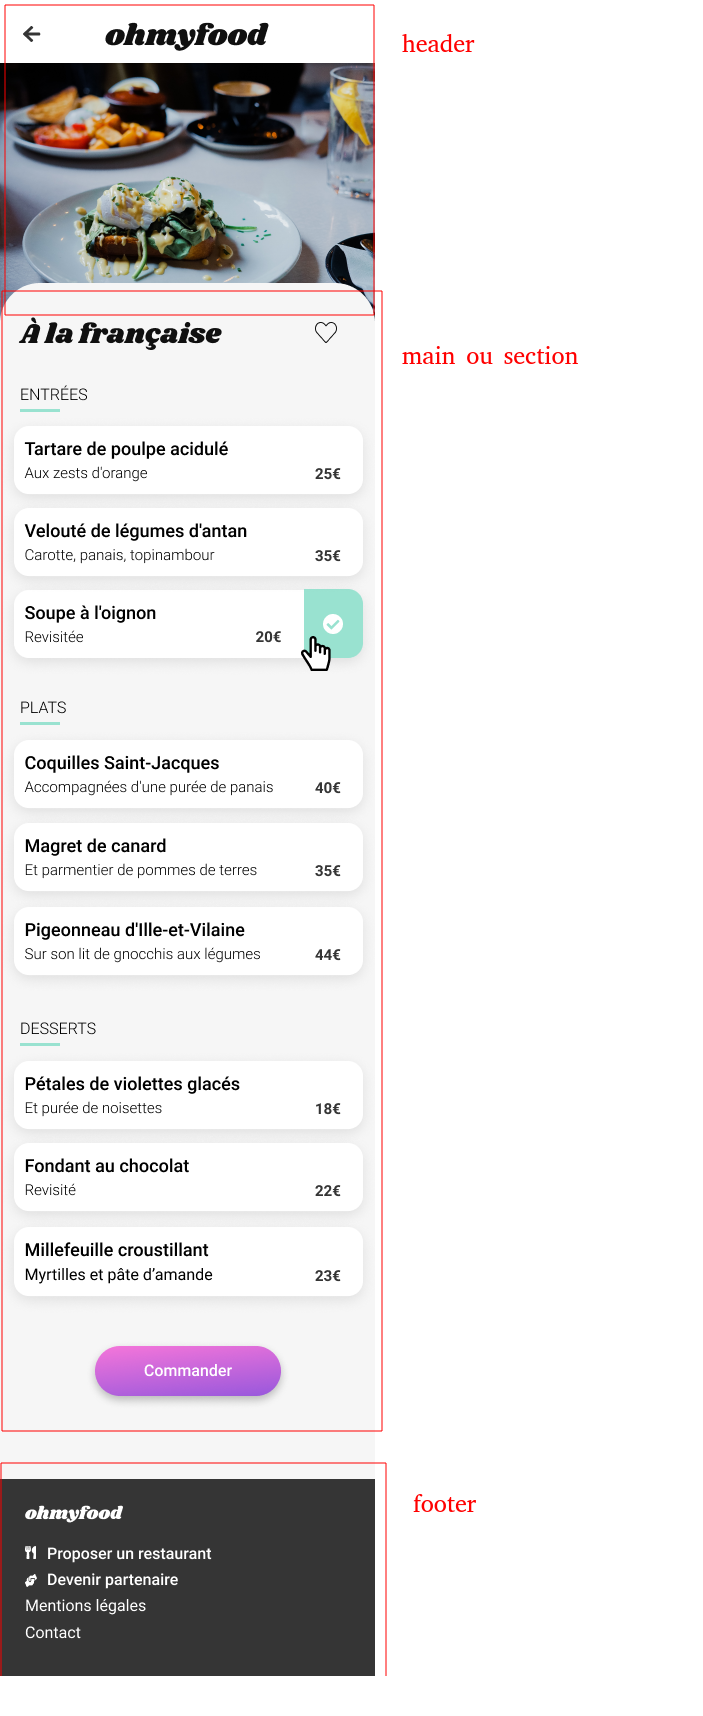 ohmyfood
header
À la française
main ou section
ENTRÉES
Tartare de poulpe acidulé
Aux zests d'orange 25€
Velouté de légumes d'antan
Carotte, panais, topinambour 35€
Soupe à l'oignon
Revisitée 20€
PLATS
Coquilles Saint-Jacques
Accompagnées d'une purée de panais 40€
Magret de canard
Et parmentier de pommes de terres 35€
Pigeonneau d'Ille-et-Vilaine
Sur son lit de gnocchis aux légumes 44€
DESSERTS
Pétales de violettes glacés
Et purée de noisettes 18€
Fondant au chocolat
Revisité 22€
Millefeuille croustillant
Myrtilles et pâte d’amande 23€
Commander
footer
ohmyfood
Proposer un restaurant
Devenir partenaire
Mentions légales
Contact